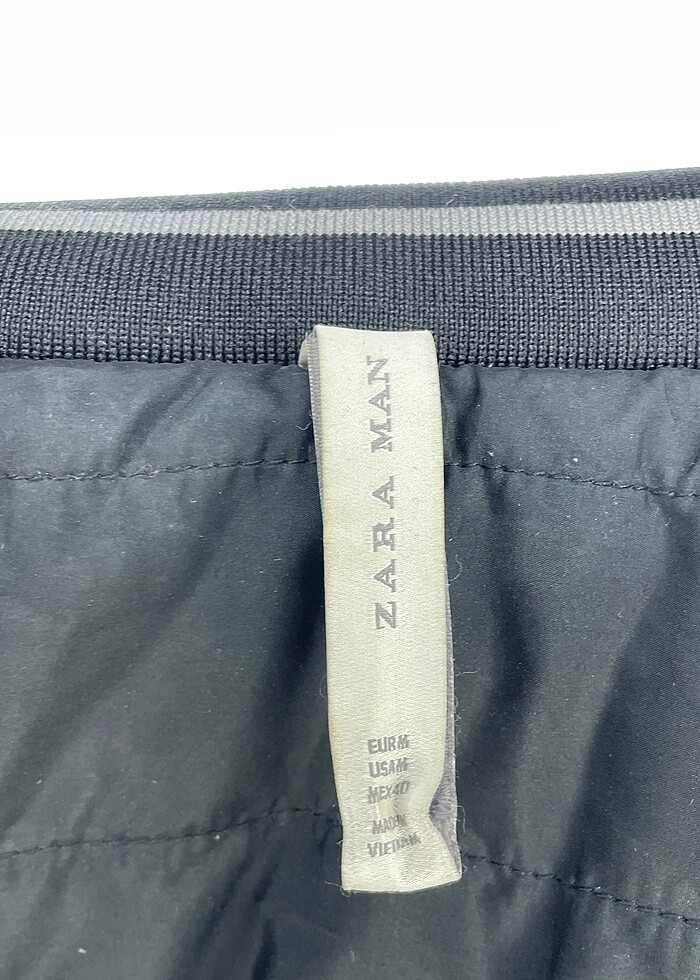 ZARA MAN
EUR M
USA M
MEX 40
MADE IN
VIETNAM